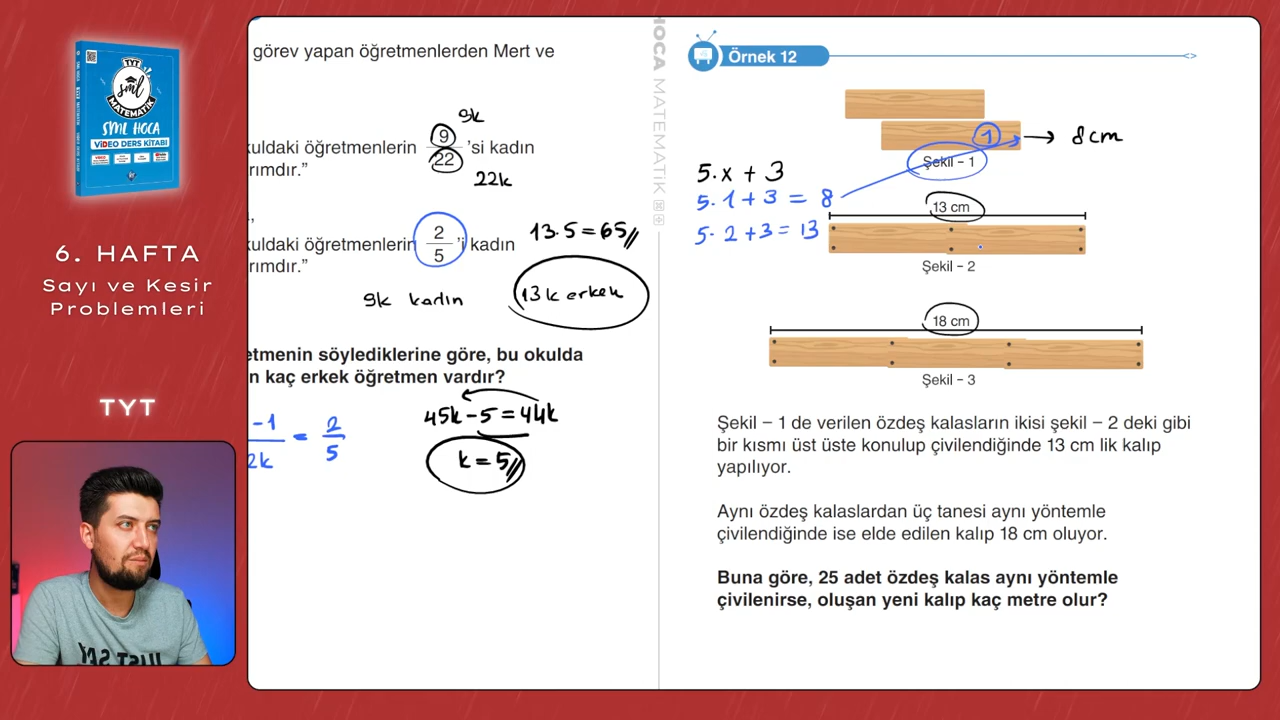 TYT
SML
MATEMATİK
SML HOCA
VİDEO DERS KİTABI
6. HAFTA
Sayı ve Kesir
Problemleri
TYT
görev yapan öğretmenlerden Mert ve
9k
kuldaki öğretmenlerin 9/22 'si kadın
rımdır.”
22k
kuldaki öğretmenlerin 2/5 'i kadın
rımdır.”
13.5=65
9k kadın
13k erkek
etmenin söylediklerine göre, bu okulda
n kaç erkek öğretmen vardır?
-1/2k = 2/5
45k-5=44k
k=5
HOCA MATEMATİK
Örnek 12
1 → 8cm
Şekil – 1
5.x+3
5.1+3=8
5.2+3=13
13 cm
Şekil – 2
18 cm
Şekil – 3
Şekil – 1 de verilen özdeş kalasların ikisi şekil – 2 deki gibi
bir kısmı üst üste konulup çivilendiğinde 13 cm lik kalıp
yapılıyor.
Aynı özdeş kalaslardan üç tanesi aynı yöntemle
çivilendiğinde ise elde edilen kalıp 18 cm oluyor.
Buna göre, 25 adet özdeş kalas aynı yöntemle
çivilenirse, oluşan yeni kalıp kaç metre olur?